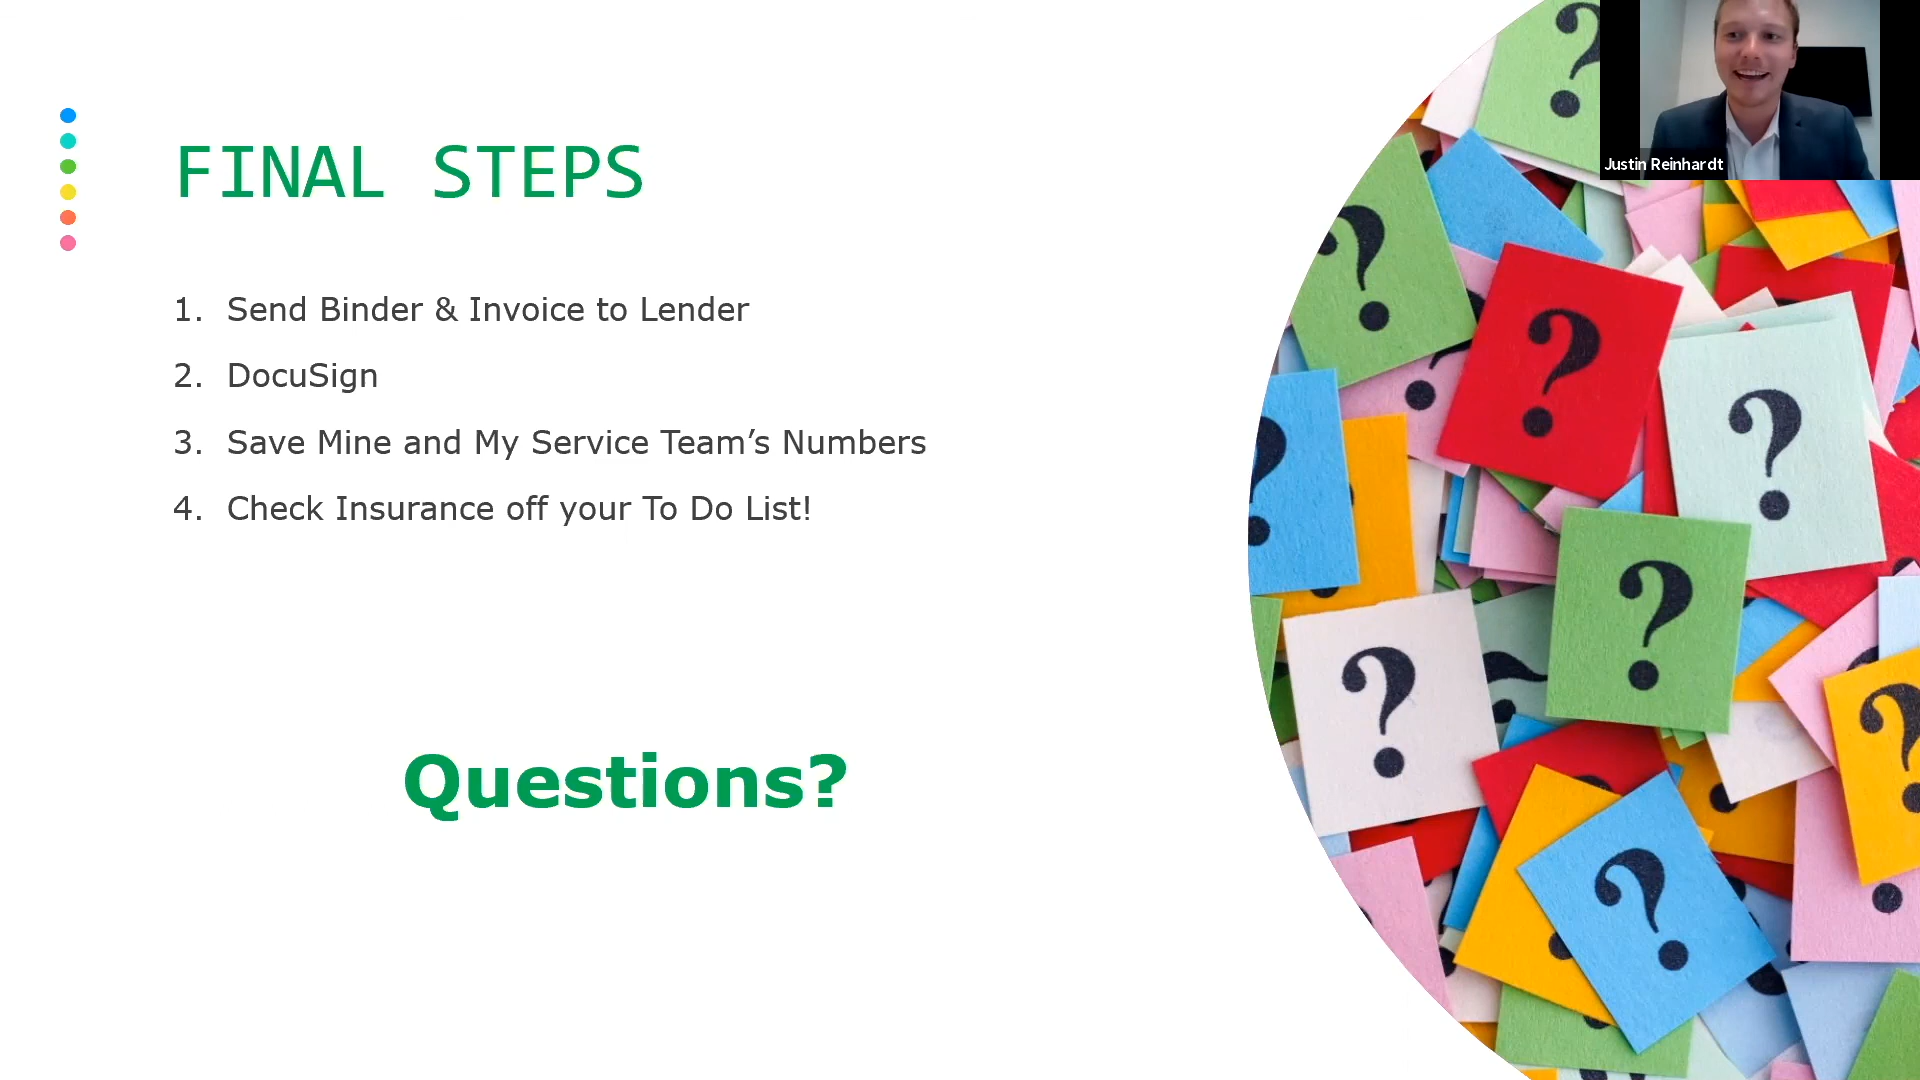 FINAL STEPS
1. Send Binder & Invoice to Lender
2. DocuSign
3. Save Mine and My Service Team’s Numbers
4. Check Insurance off your To Do List!
Questions?
Justin Reinhardt
?
?
?
?
?
?
?
?
?
?